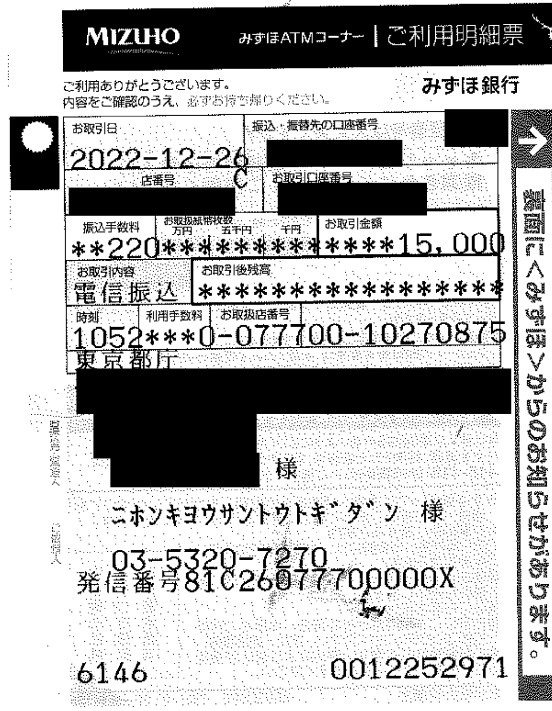 MIZUHO みずほATMコーナー ご利用明細票
ご利用ありがとうございます。
内容をご確認のうえ、必ずお持ち帰りください。
みずほ銀行
お取引日 振込・振替先の口座番号
2022-12-26
店番号 C お取引口座番号
振込手数料 お取扱紙幣枚数 万円 五千円 千円 お取引金額
**220*************15,000
お取引内容 お取引後残高
電信振込 *****************
時刻 利用手数料 お取扱店番号
1052***0-077700-10270875
東京都庁
様
ニホンキヨウサントウトギダン 様
03-5320-7270
発信番号81C26077700000X
6146 0012252971
裏面に<みずほ>からのお知らせがあります。